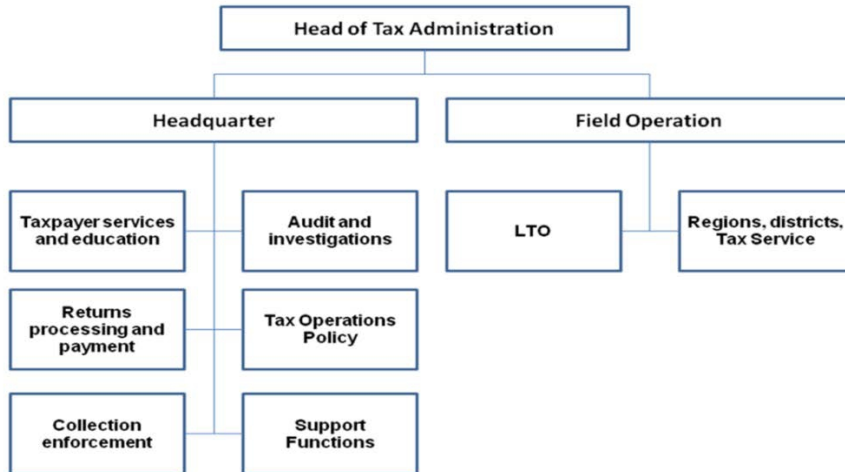 Head of Tax Administration
Headquarter
Field Operation
Taxpayer services
and education
Audit and
investigations
LTO
Regions, districts,
Tax Service
Returns
processing and
payment
Tax Operations
Policy
Collection
enforcement
Support
Functions